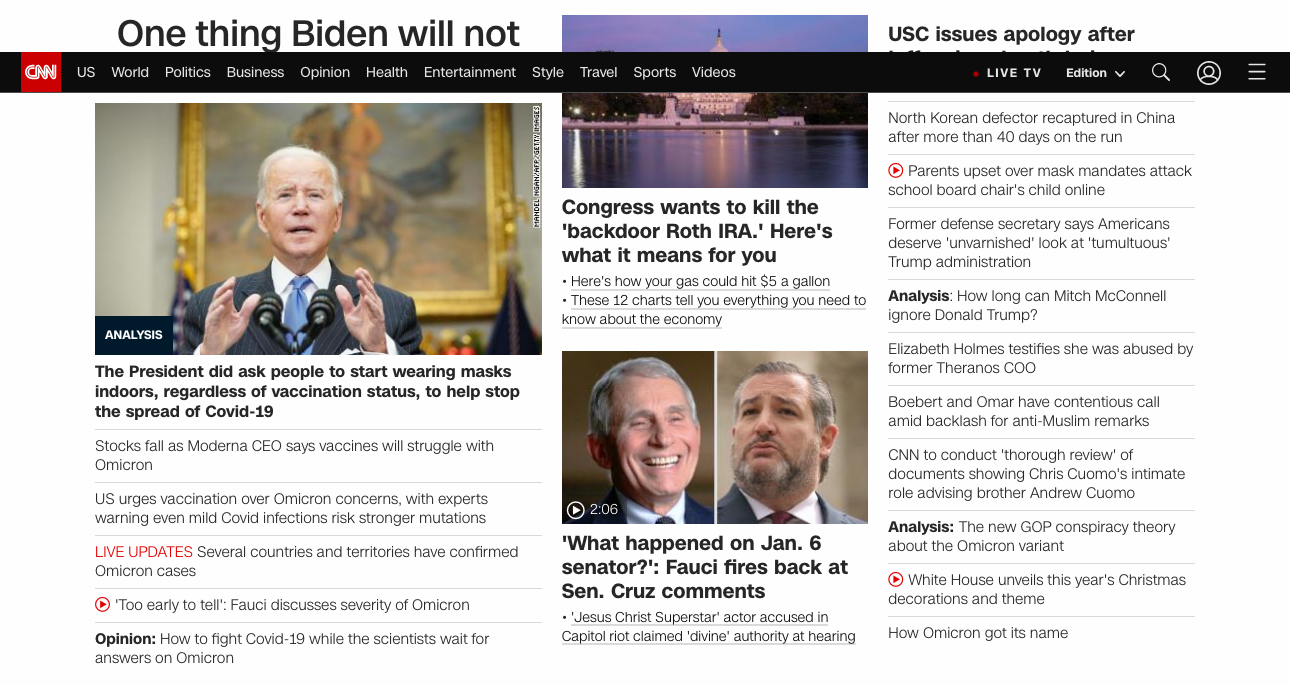 One thing Biden will not
USC issues apology after
CNN
US World Politics Business Opinion Health Entertainment Style Travel Sports Videos
LIVE TV Edition
MANDEL NGAN/AFP/GETTY IMAGES
ANALYSIS
The President did ask people to start wearing masks
indoors, regardless of vaccination status, to help stop
the spread of Covid-19
Stocks fall as Moderna CEO says vaccines will struggle with
Omicron
US urges vaccination over Omicron concerns, with experts
warning even mild Covid infections risk stronger mutations
LIVE UPDATES Several countries and territories have confirmed
Omicron cases
'Too early to tell': Fauci discusses severity of Omicron
Opinion: How to fight Covid-19 while the scientists wait for
answers on Omicron
Congress wants to kill the
'backdoor Roth IRA.' Here's
what it means for you
• Here's how your gas could hit $5 a gallon
• These 12 charts tell you everything you need to
know about the economy
2:06
'What happened on Jan. 6
senator?': Fauci fires back at
Sen. Cruz comments
• 'Jesus Christ Superstar' actor accused in
Capitol riot claimed 'divine' authority at hearing
North Korean defector recaptured in China
after more than 40 days on the run
Parents upset over mask mandates attack
school board chair's child online
Former defense secretary says Americans
deserve 'unvarnished' look at 'tumultuous'
Trump administration
Analysis: How long can Mitch McConnell
ignore Donald Trump?
Elizabeth Holmes testifies she was abused by
former Theranos COO
Boebert and Omar have contentious call
amid backlash for anti-Muslim remarks
CNN to conduct 'thorough review' of
documents showing Chris Cuomo's intimate
role advising brother Andrew Cuomo
Analysis: The new GOP conspiracy theory
about the Omicron variant
White House unveils this year's Christmas
decorations and theme
How Omicron got its name